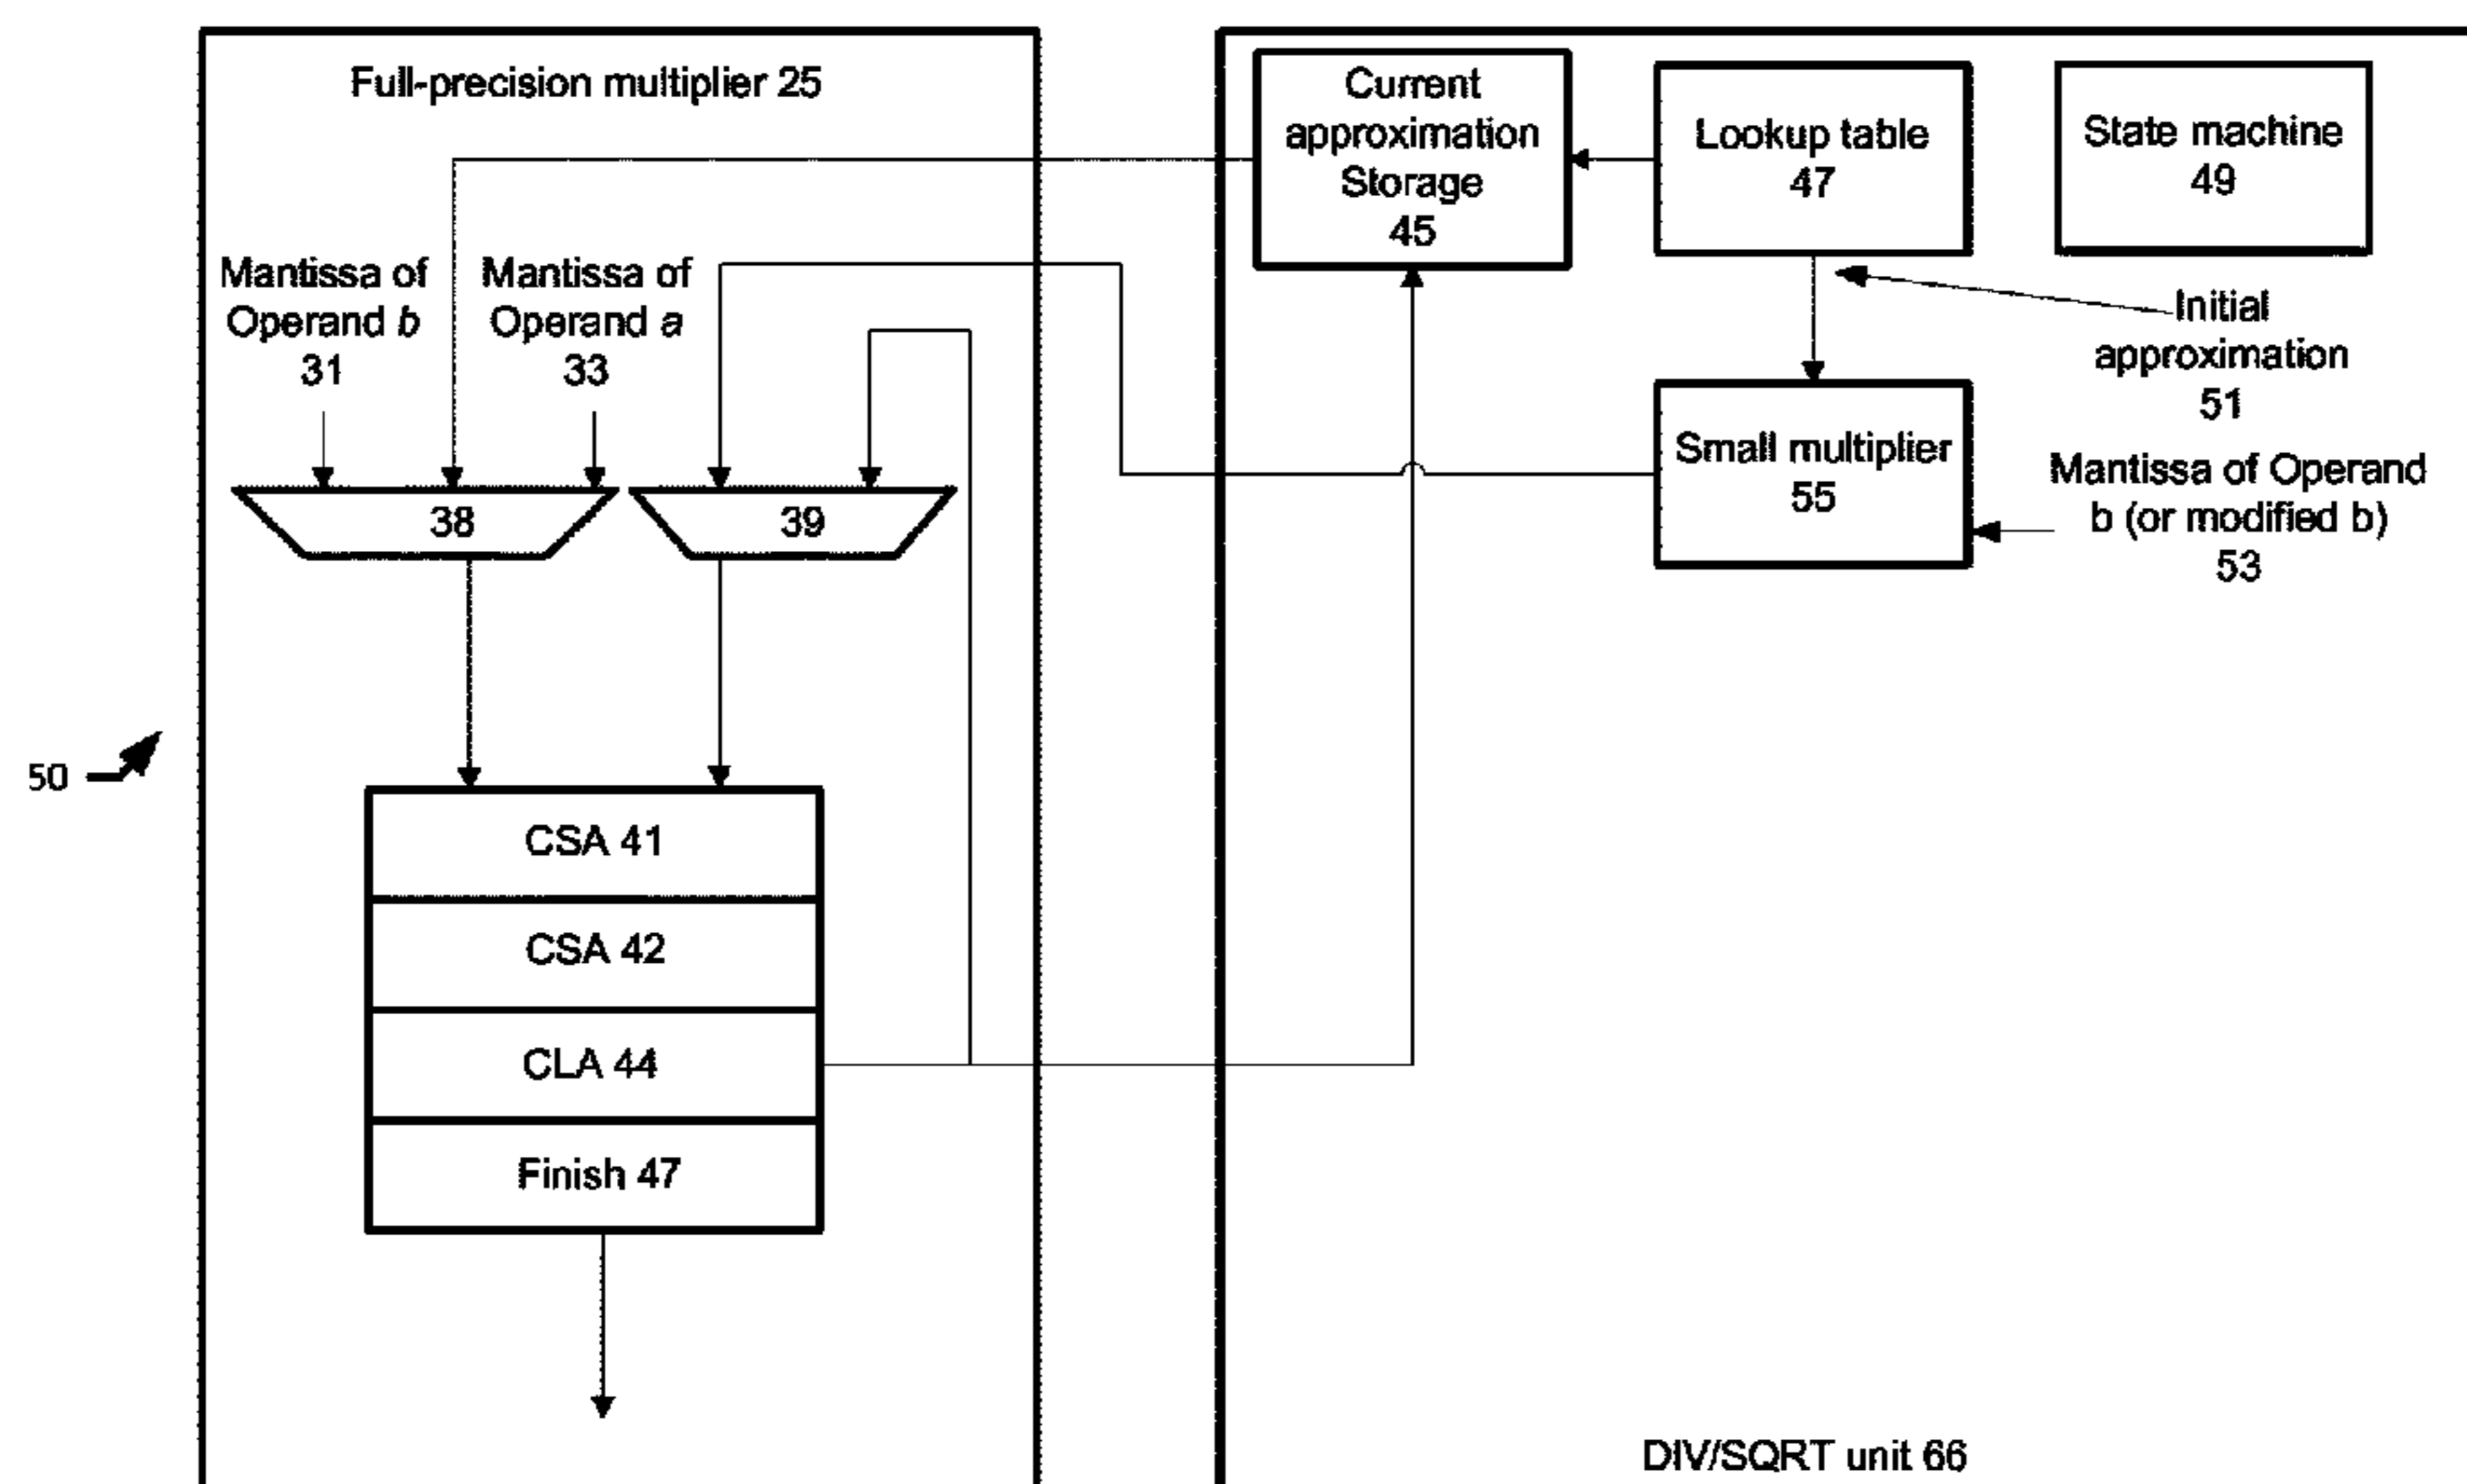 Full-precision multiplier 25
Current
approximation
Storage
45
Lookup table
47
State machine
49
Mantissa of
Operand b
31
Mantissa of
Operand a
33
Initial
approximation
51
38
39
Small multiplier
55
Mantissa of Operand
b (or modified b)
53
50
CSA 41
CSA 42
CLA 44
Finish 47
DIV/SQRT unit 66